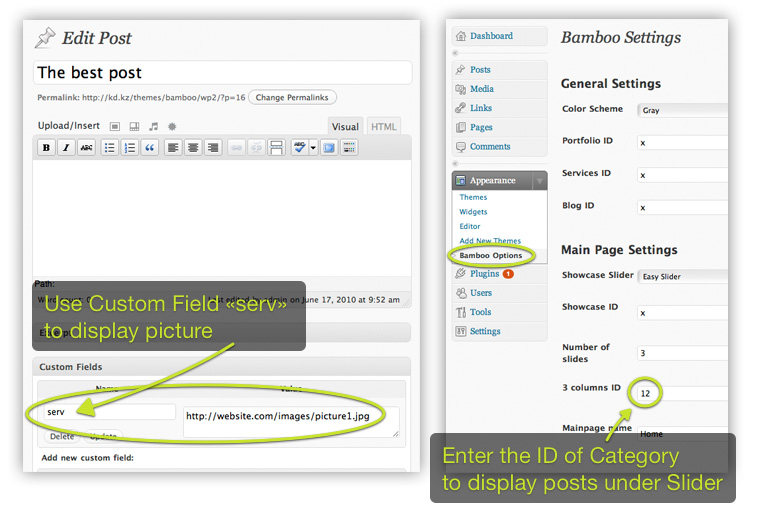 Edit Post
The best post
Permalink: http://kd.kz/themes/bamboo/wp2/?p=16 Change Permalinks
Upload/Insert
Visual HTML
B I ABC ABC
Path:
last edited by admin on June 17, 2010 at 9:52 am
Use Custom Field «serv»
to display picture
Custom Fields
Name Value
serv http://website.com/images/picture1.jpg
Delete Update
Add new custom field:
Dashboard
Posts
Media
Links
Pages
Comments
Appearance
Themes
Widgets
Editor
Add New Themes
Bamboo Options
Plugins 1
Users
Tools
Settings
Bamboo Settings
General Settings
Color Scheme Gray
Portfolio ID x
Services ID x
Blog ID x
Main Page Settings
Showcase Slider Easy Slider
Showcase ID x
Number of
slides 3
3 columns ID 12
Mainpage name Home
Enter the ID of Category
to display posts under Slider